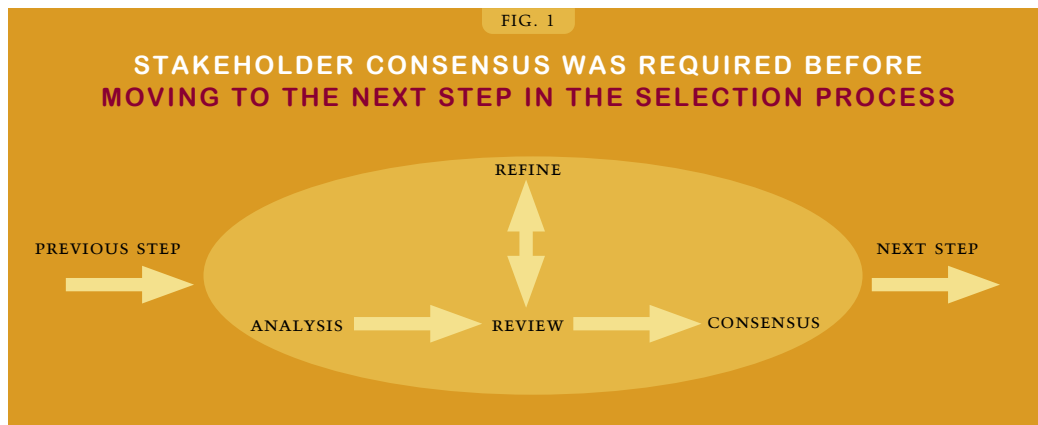 FIG. 1
STAKEHOLDER CONSENSUS WAS REQUIRED BEFORE
MOVING TO THE NEXT STEP IN THE SELECTION PROCESS
REFINE
PREVIOUS STEP
NEXT STEP
ANALYSIS
REVIEW
CONSENSUS